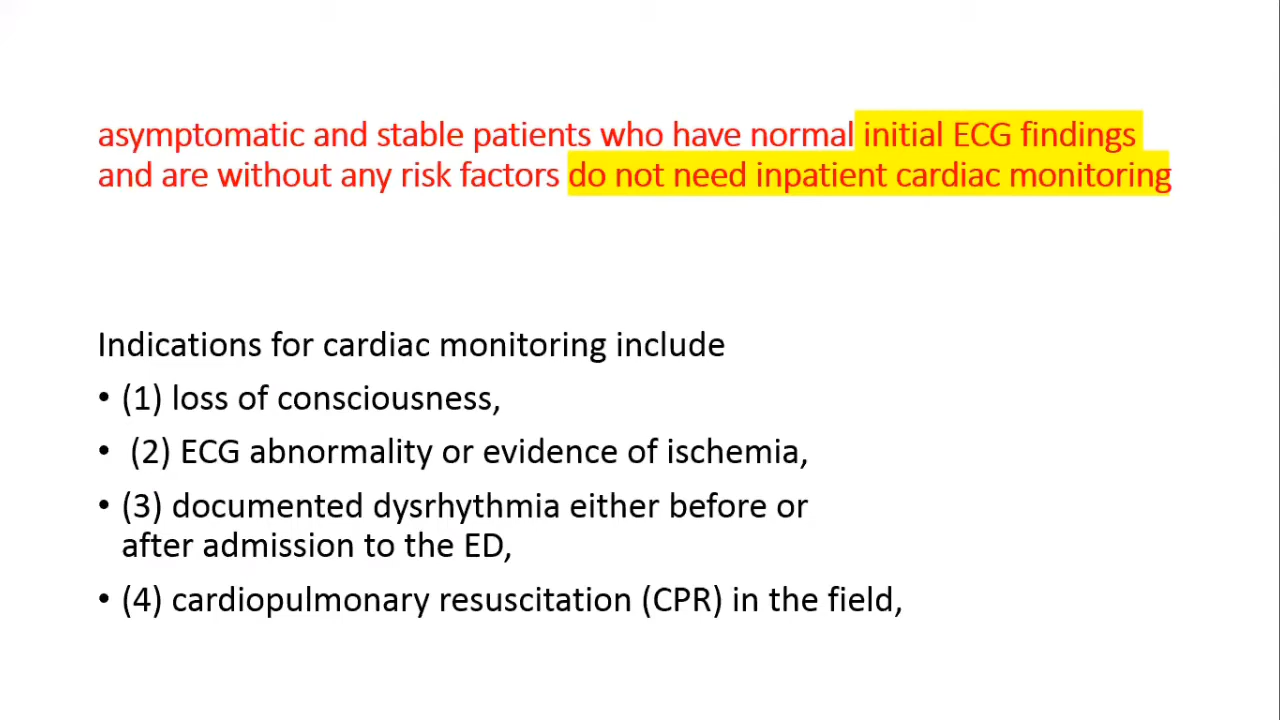 asymptomatic and stable patients who have normal initial ECG findings
and are without any risk factors do not need inpatient cardiac monitoring
Indications for cardiac monitoring include
• (1) loss of consciousness,
• (2) ECG abnormality or evidence of ischemia,
• (3) documented dysrhythmia either before or
after admission to the ED,
• (4) cardiopulmonary resuscitation (CPR) in the field,